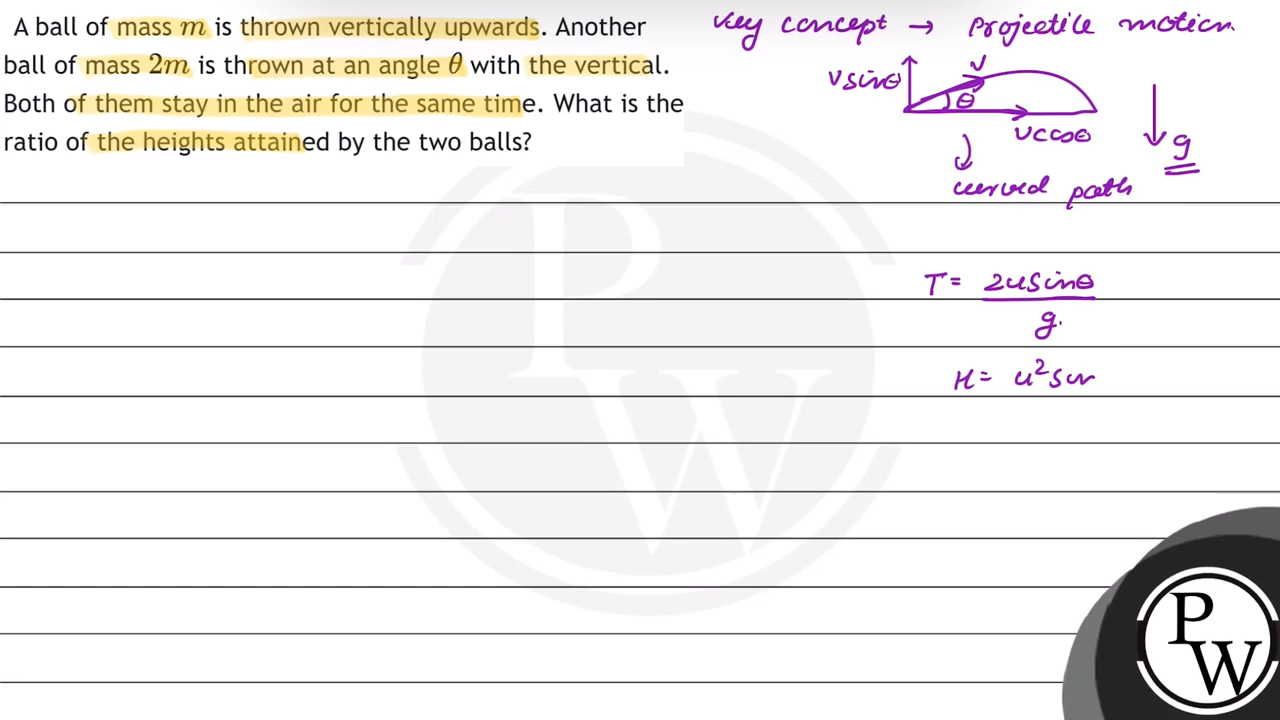 A ball of mass m is thrown vertically upwards. Another
ball of mass 2m is thrown at an angle θ with the vertical.
Both of them stay in the air for the same time. What is the
ratio of the heights attained by the two balls?
Key concept → Projectile motion
v
vsinθ
θ
vcosθ
g
curved path
T = 2usinθ
g
H = u² sin
P
W
P
W